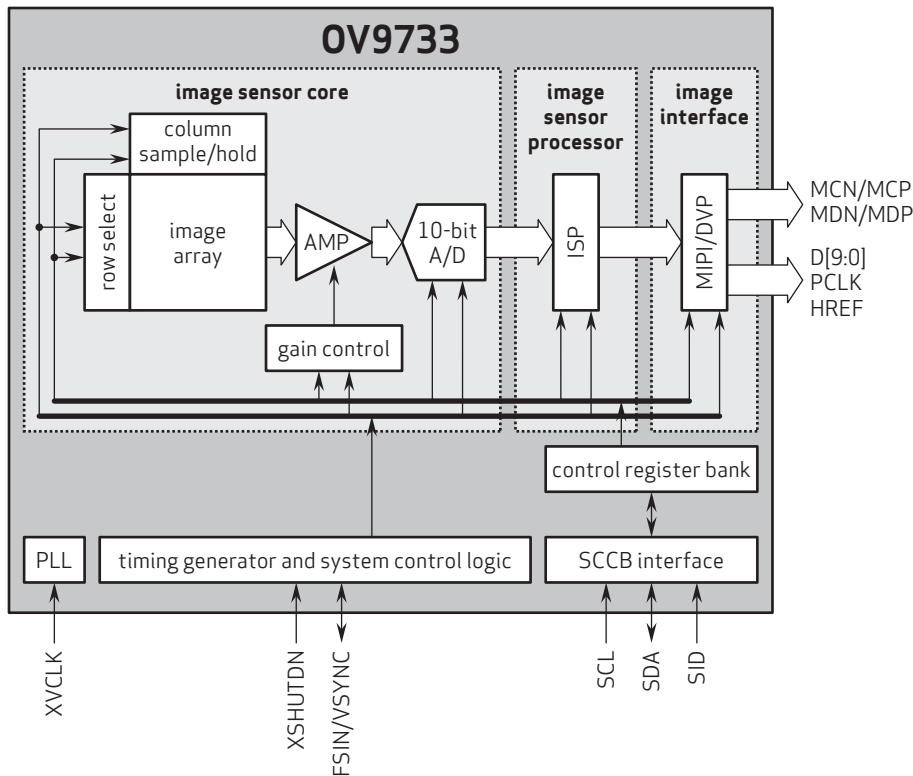 OV9733
image sensor core
image
sensor
processor
image
interface
column
sample/hold
row select
image
array
AMP
10-bit
A/D
ISP
MIPI/DVP
MCN/MCP
MDN/MDP
D[9:0]
PCLK
HREF
gain control
control register bank
PLL
timing generator and system control logic
SCCB interface
XVCLK
XSHUTDN
FSIN/VSYNC
SCL
SDA
SID